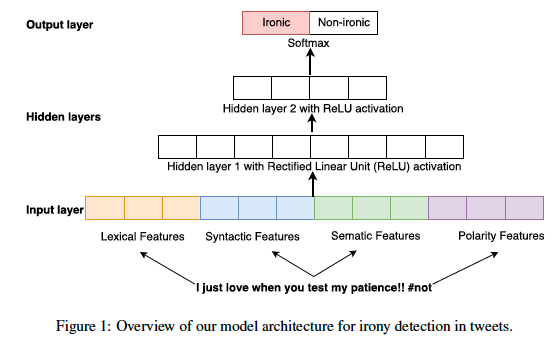 Output layer
Ironic Non-ironic
Softmax
Hidden layer 2 with ReLU activation
Hidden layers
Hidden layer 1 with Rectified Linear Unit (ReLU) activation
Input layer
Lexical Features Syntactic Features Sematic Features Polarity Features
I just love when you test my patience!! #not
Figure 1: Overview of our model architecture for irony detection in tweets.